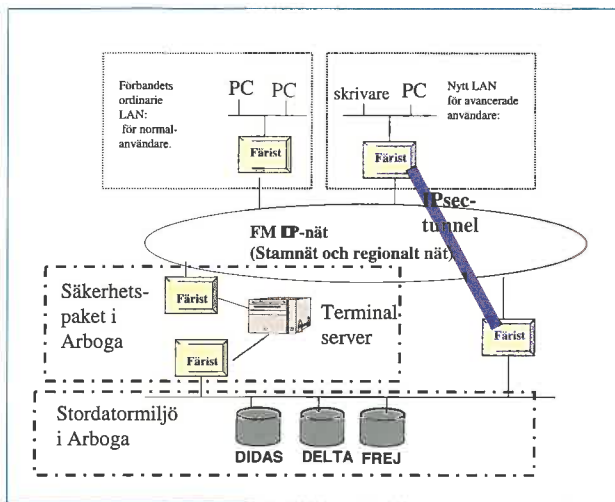 Förbandets
ordinarie
LAN:
för normal-
användare.
PC PC
Färist
skrivare PC
Nytt LAN
för avancerade
användare:
Färist
IPsec-
tunnel
FM IP-nät
(Stamnät och regionalt nät)
Säkerhets-
paket i
Arboga
Färist
Terminal
server
Färist
Färist
Stordatormiljö
i Arboga
DIDAS DELTA FREJ